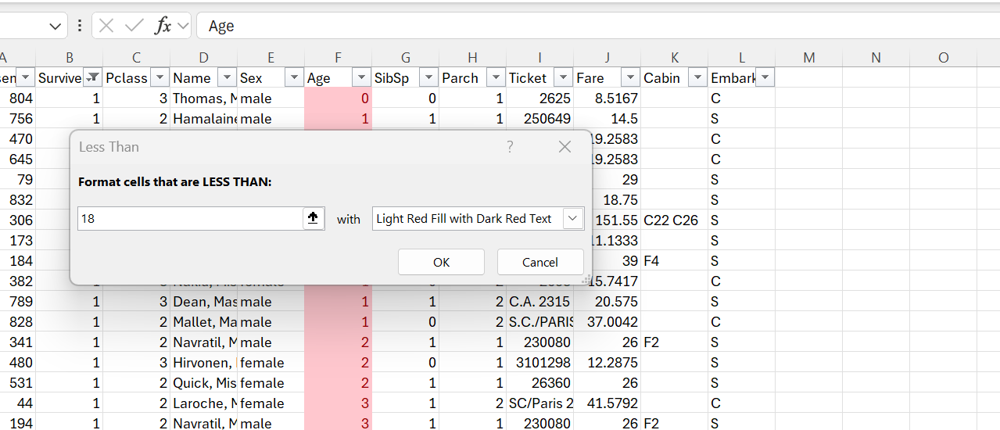 fx Age
A B C D E F G H I J K L M N O
sen Survive Pclass Name Sex Age SibSp Parch Ticket Fare Cabin Embark
804 1 3 Thomas, M male 0 0 1 2625 8.5167 C
756 1 2 Hamalaine male 1 1 1 250649 14.5 S
470 19.2583 C
645 19.2583 C
79 29 S
832 18.75 S
306 151.55 C22 C26 S
173 11.1333 S
184 39 F4 S
382 15.7417 C
Less Than ?
Format cells that are LESS THAN:
18 with Light Red Fill with Dark Red Text
OK Cancel
789 1 3 Dean, Mas male 1 1 2 C.A. 2315 20.575 S
828 1 2 Mallet, Ma male 1 0 2 S.C./PARIS 37.0042 C
341 1 2 Navratil, M male 2 1 1 230080 26 F2 S
480 1 3 Hirvonen, female 2 0 1 3101298 12.2875 S
531 1 2 Quick, Mis female 2 1 1 26360 26 S
44 1 2 Laroche, M female 3 1 2 SC/Paris 2 41.5792 C
194 1 2 Navratil, M male 3 1 1 230080 26 F2 S